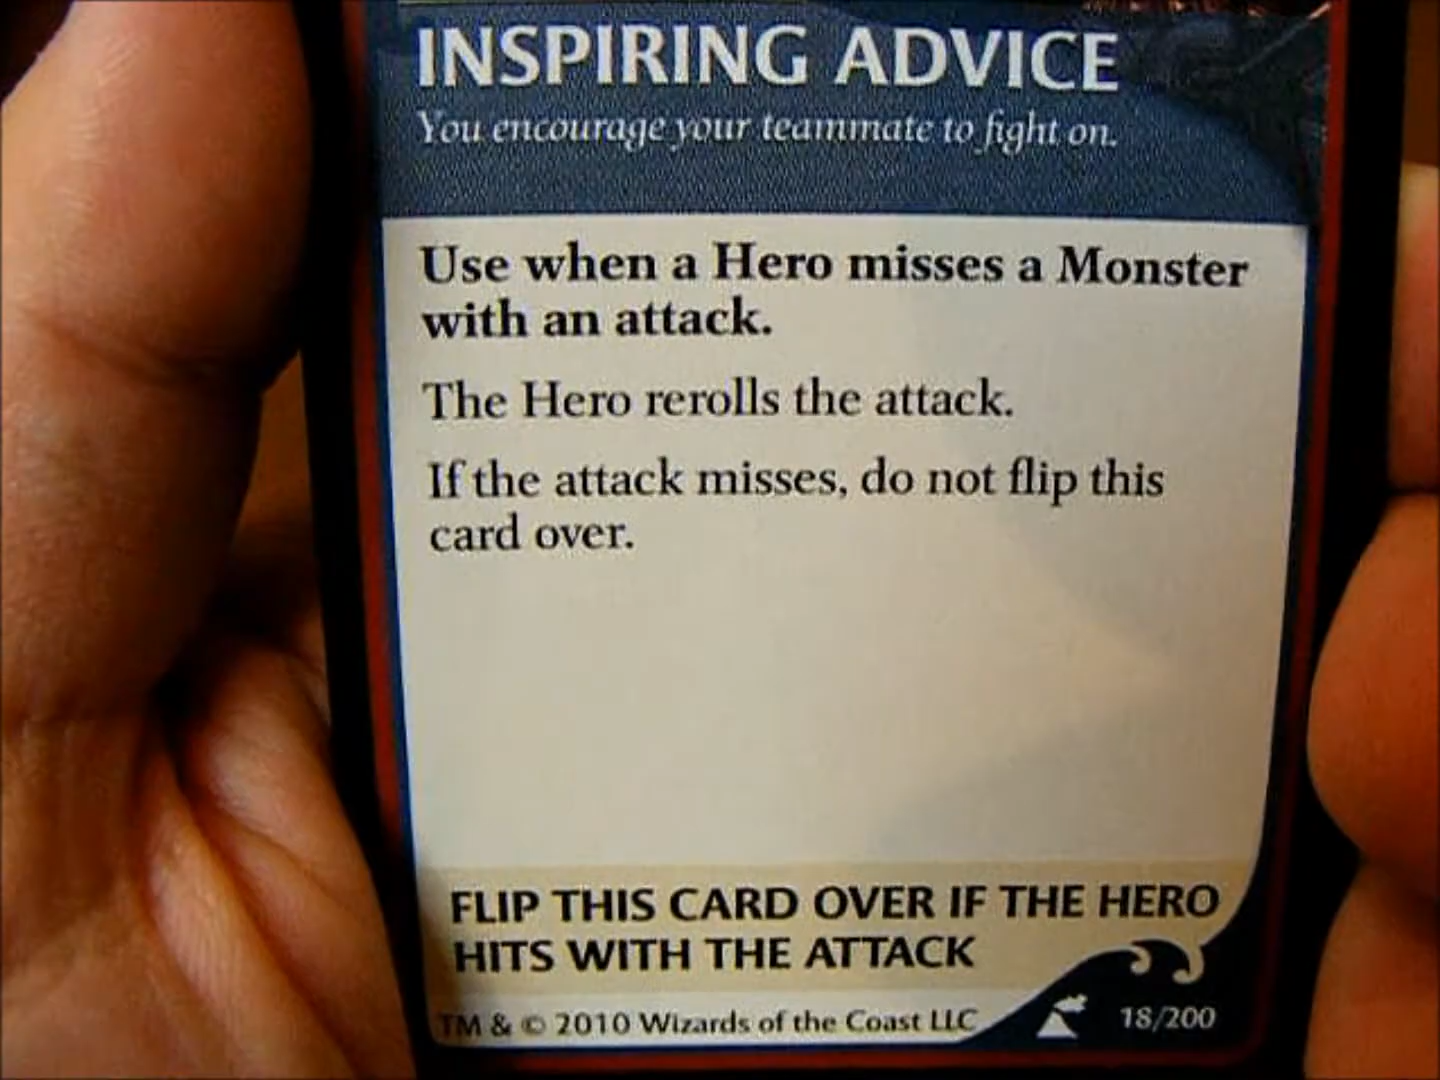 INSPIRING ADVICE
You encourage your teammate to fight on.
Use when a Hero misses a Monster
with an attack.
The Hero rerolls the attack.
If the attack misses, do not flip this
card over.
FLIP THIS CARD OVER IF THE HERO
HITS WITH THE ATTACK
TM & © 2010 Wizards of the Coast LLC
18/200